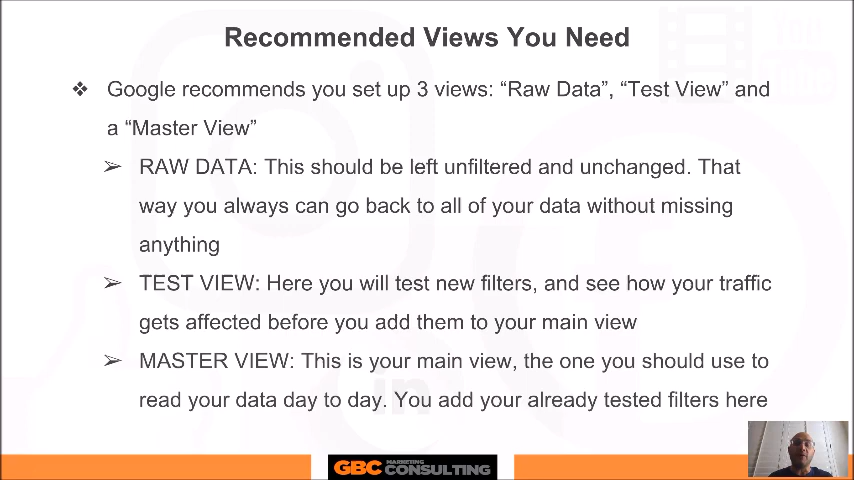 Recommended Views You Need
❖ Google recommends you set up 3 views: “Raw Data”, “Test View” and
a “Master View”
➢ RAW DATA: This should be left unfiltered and unchanged. That
way you always can go back to all of your data without missing
anything
➢ TEST VIEW: Here you will test new filters, and see how your traffic
gets affected before you add them to your main view
➢ MASTER VIEW: This is your main view, the one you should use to
read your data day to day. You add your already tested filters here
in
You
GBC MARKETING CONSULTING